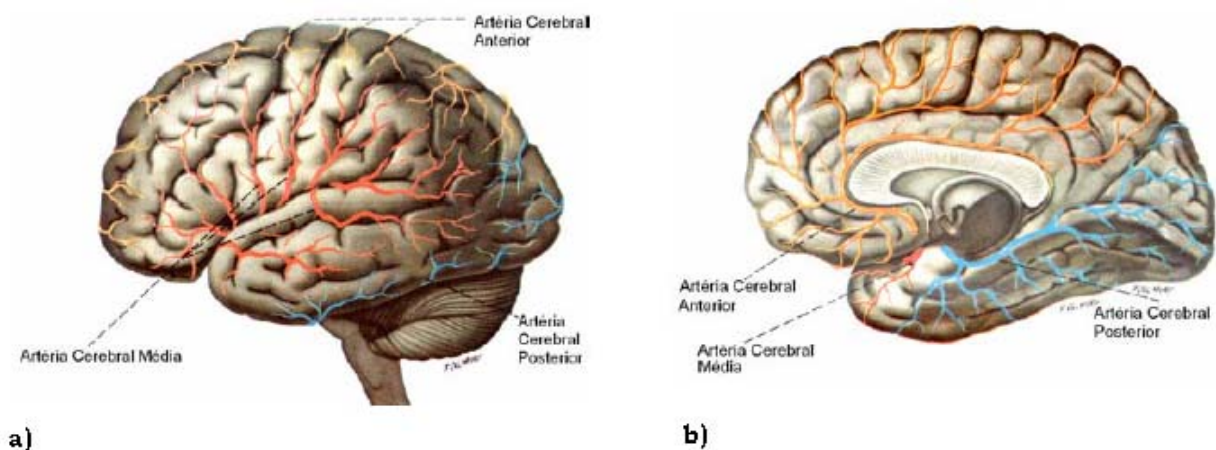 Artéria Cerebral
Anterior
Artéria Cerebral Média
Artéria
Cerebral
Posterior
a)
Artéria Cerebral
Anterior
Artéria Cerebral
Média
Artéria Cerebral
Posterior
b)